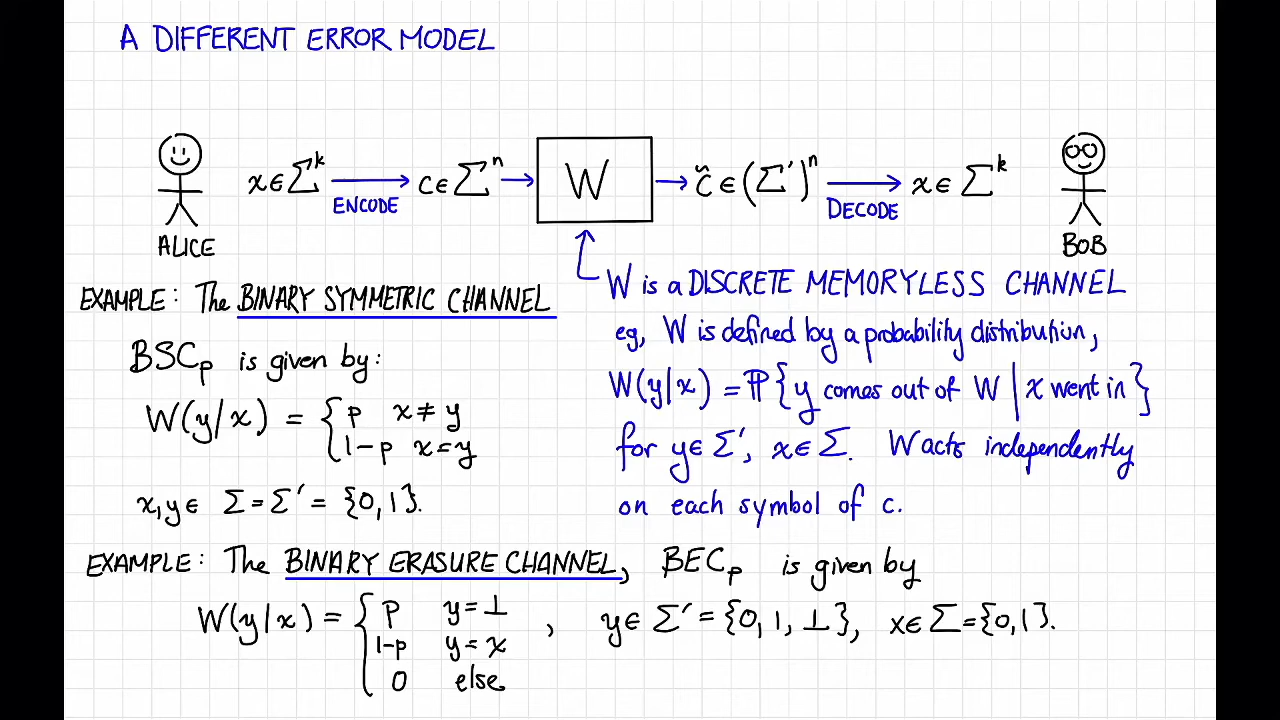 A DIFFERENT ERROR MODEL
x ∈ Σ^k ENCODE c ∈ Σ^n W c̃ ∈ (Σ')^n DECODE x ∈ Σ^k
ALICE
BOB
W is a DISCRETE MEMORYLESS CHANNEL
eg, W is defined by a probability distribution,
W(y|x) = ℙ{y comes out of W | x went in}
for y ∈ Σ', x ∈ Σ. W acts independently
on each symbol of c.
EXAMPLE: The BINARY SYMMETRIC CHANNEL
BSC_p is given by:
W(y|x) = { p x ≠ y
1-p x = y
x, y ∈ Σ = Σ' = {0, 1}.
EXAMPLE: The BINARY ERASURE CHANNEL, BEC_p is given by
W(y|x) = { p y = ⊥ , y ∈ Σ' = {0, 1, ⊥}, x ∈ Σ = {0, 1}.
1-p y = x
0 else